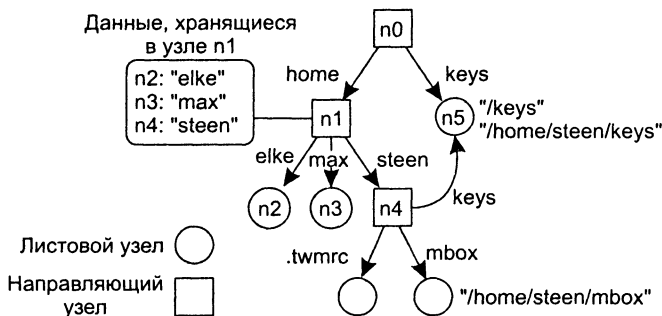 Данные, хранящиеся
в узле n1
n2: "elke"
n3: "max"
n4: "steen"
n0
home
keys
n1
n5
"/keys"
"/home/steen/keys"
elke
max
steen
n2
n3
n4
keys
Листовой узел
.twmrc
mbox
Направляющий
узел
"/home/steen/mbox"